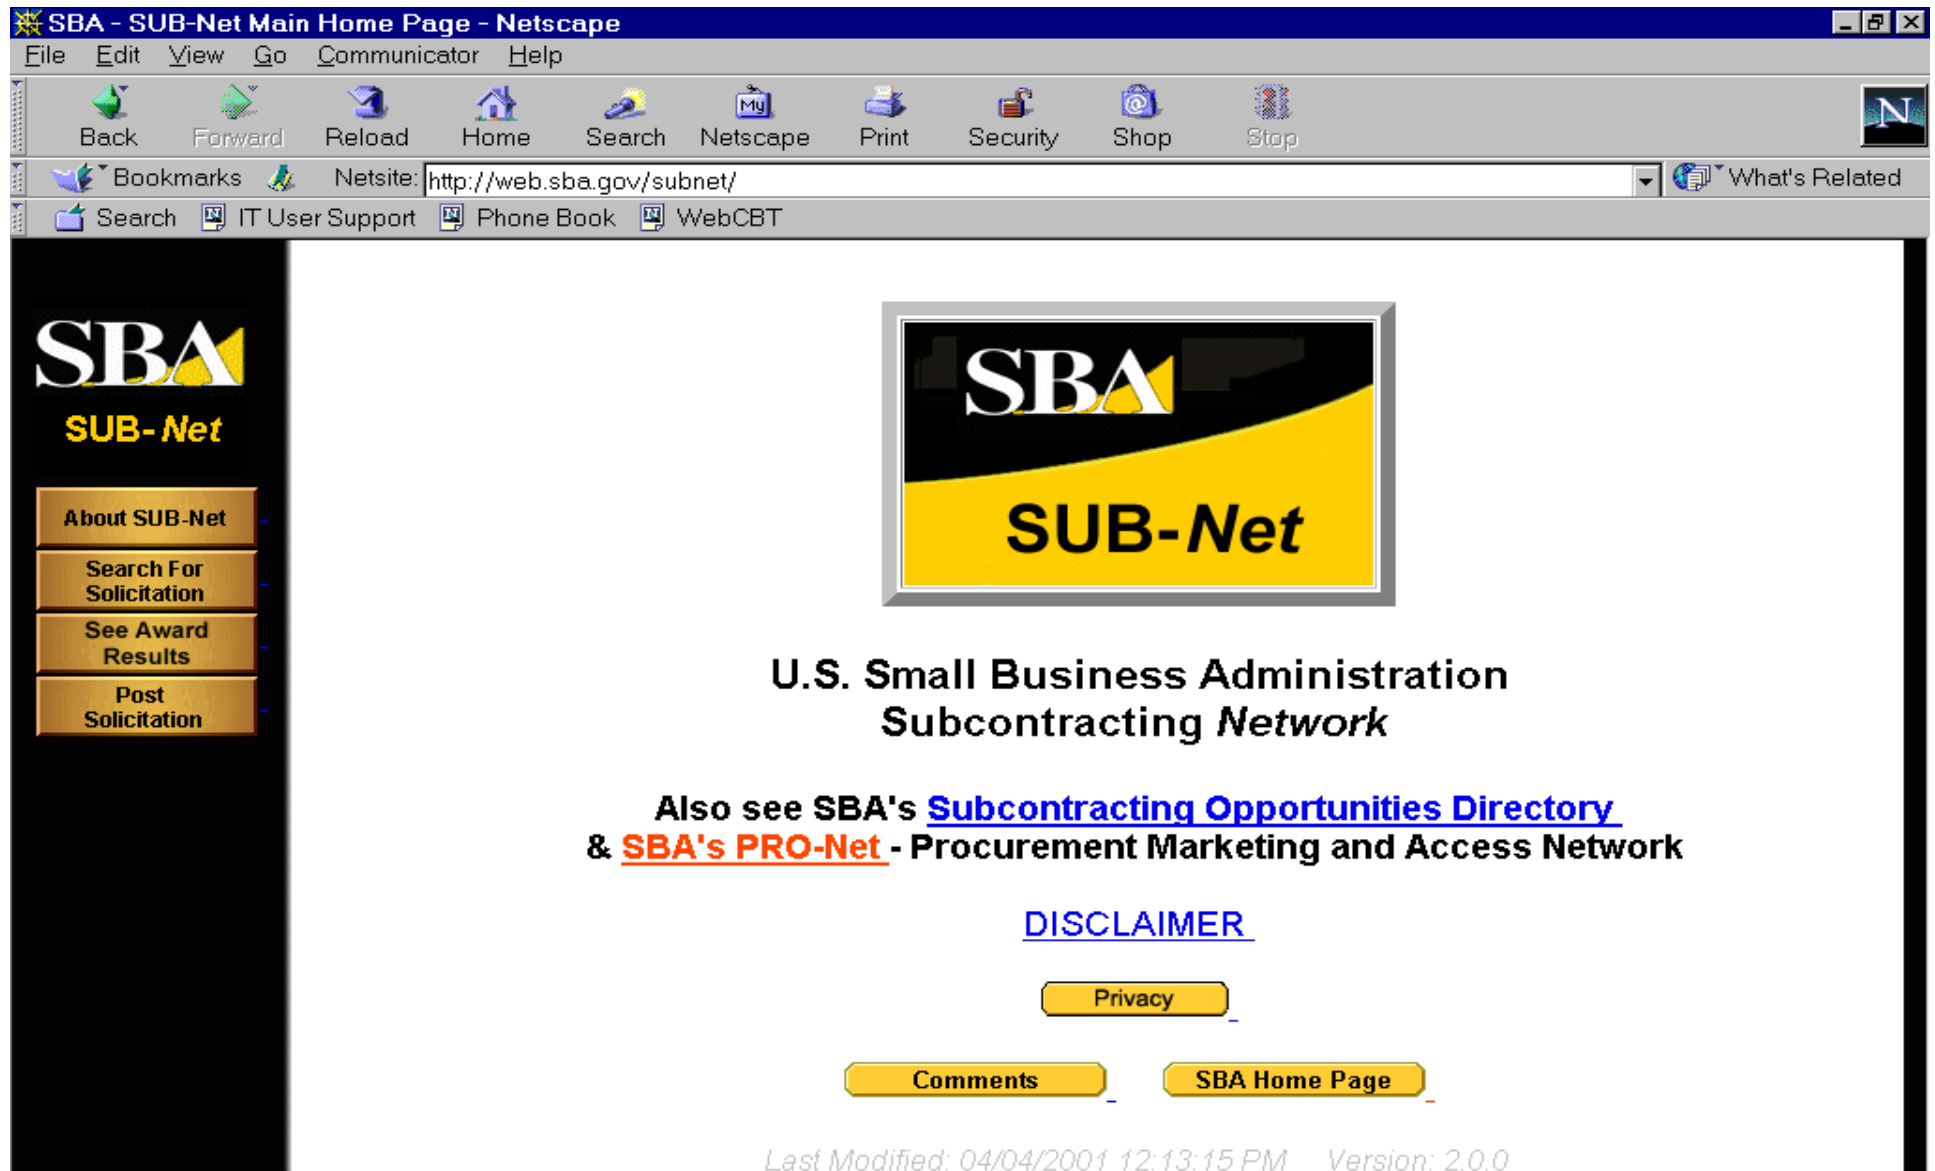 SBA - SUB-Net Main Home Page - Netscape
File Edit View Go Communicator Help
Back Forward Reload Home Search Netscape Print Security Shop Stop
My
N
Bookmarks Netsite: http://web.sba.gov/subnet/ What's Related
Search IT User Support Phone Book WebCBT
SBA
SUB-Net
About SUB-Net
Search For
Solicitation
See Award
Results
Post
Solicitation
SBA
SUB-Net
U.S. Small Business Administration
Subcontracting Network
Also see SBA's Subcontracting Opportunities Directory
& SBA's PRO-Net - Procurement Marketing and Access Network
DISCLAIMER
Privacy
Comments SBA Home Page
Last Modified: 04/04/2001 12:13:15 PM Version: 2.0.0